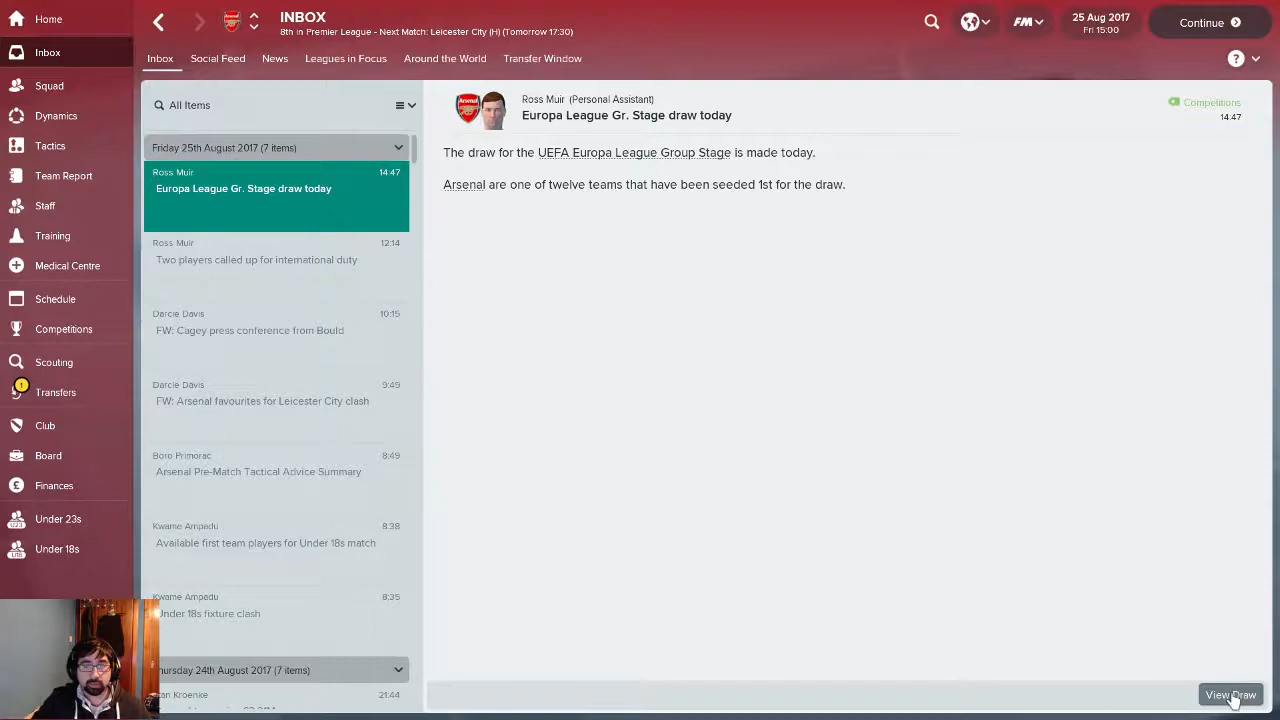 Home
Inbox
Squad
Dynamics
Tactics
Team Report
Staff
Training
Medical Centre
Schedule
Competitions
Scouting
1
Transfers
Club
Board
Finances
U23
Under 23s
U18
Under 18s
INBOX
8th in Premier League - Next Match: Leicester City (H) (Tomorrow 17:30)
FM
25 Aug 2017
Fri 15:00
Continue
Inbox
Social Feed
News
Leagues in Focus
Around the World
Transfer Window
?
All Items
Friday 25th August 2017 (7 items)
Ross Muir 14:47
Europa League Gr. Stage draw today
Ross Muir 12:14
Two players called up for international duty
Darcie Davis 10:15
FW: Cagey press conference from Bould
Darcie Davis 9:49
FW: Arsenal favourites for Leicester City clash
Boro Primorac 8:49
Arsenal Pre-Match Tactical Advice Summary
Kwame Ampadu 8:38
Available first team players for Under 18s match
Kwame Ampadu 8:35
Under 18s fixture clash
hursday 24th August 2017 (7 items)
tan Kroenke 21:44
Arsenal
Ross Muir (Personal Assistant)
Europa League Gr. Stage draw today
Competitions
14:47
The draw for the UEFA Europa League Group Stage is made today.
Arsenal are one of twelve teams that have been seeded 1st for the draw.
View Draw